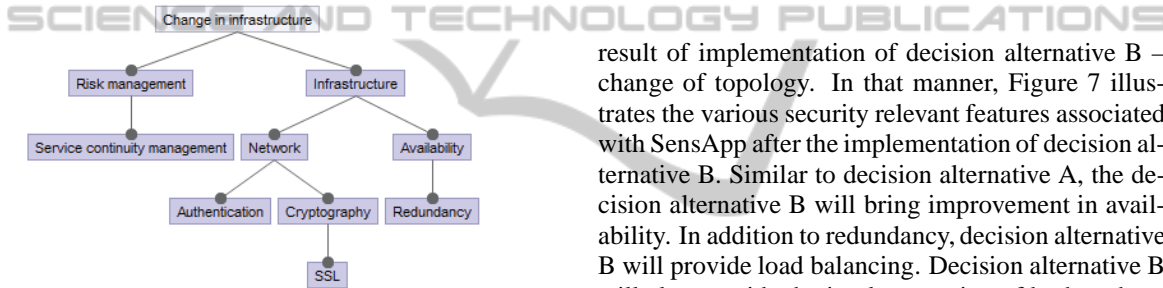 SCIENCE AND TECHNOLOGY PUBLICATIONS
Change in infrastructure
Risk management
Infrastructure
Service continuity management
Network
Availability
Authentication
Cryptography
Redundancy
SSL
result of implementation of decision alternative B –
change of topology. In that manner, Figure 7 illus-
trates the various security relevant features associated
with SensApp after the implementation of decision al-
ternative B. Similar to decision alternative A, the de-
cision alternative B will bring improvement in avail-
ability. In addition to redundancy, decision alternative
B will provide load balancing. Decision alternative B